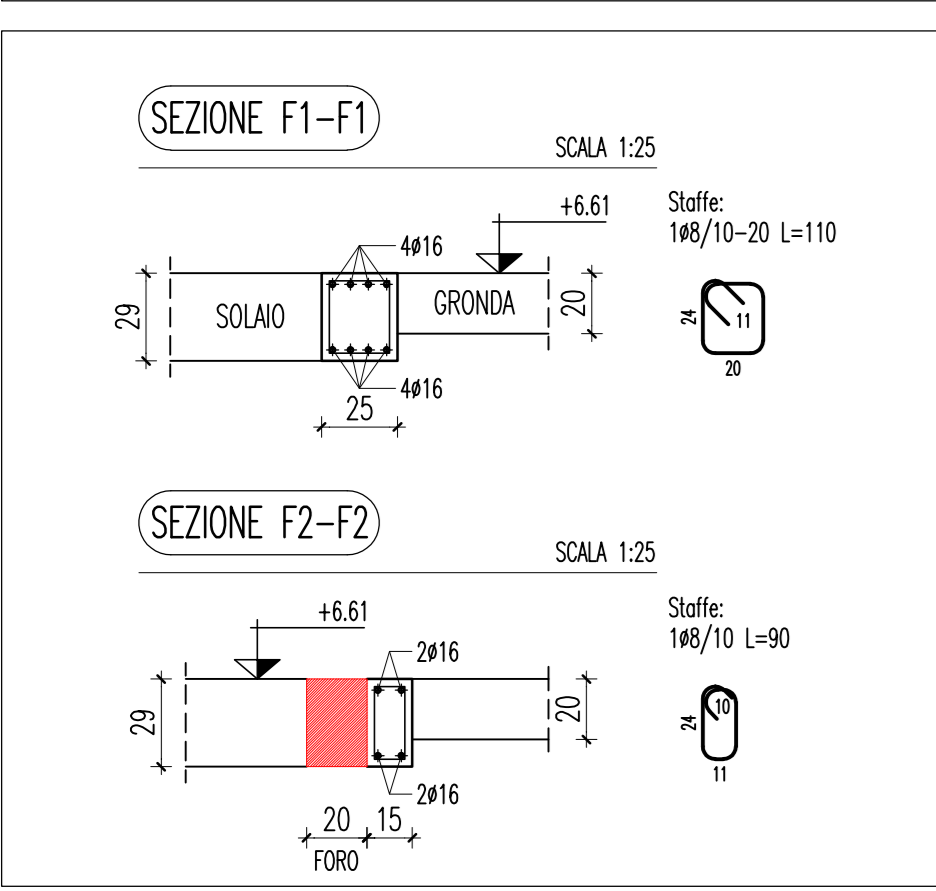 SEZIONE F1-F1
SCALA 1:25
+6.61
Staffe:
1ø8/10-20 L=110
4ø16
29
SOLAIO
GRONDA
20
24
11
20
4ø16
25
SEZIONE F2-F2
SCALA 1:25
+6.61
Staffe:
1ø8/10 L=90
2ø16
29
20
24
10
11
2ø16
20
15
FORO